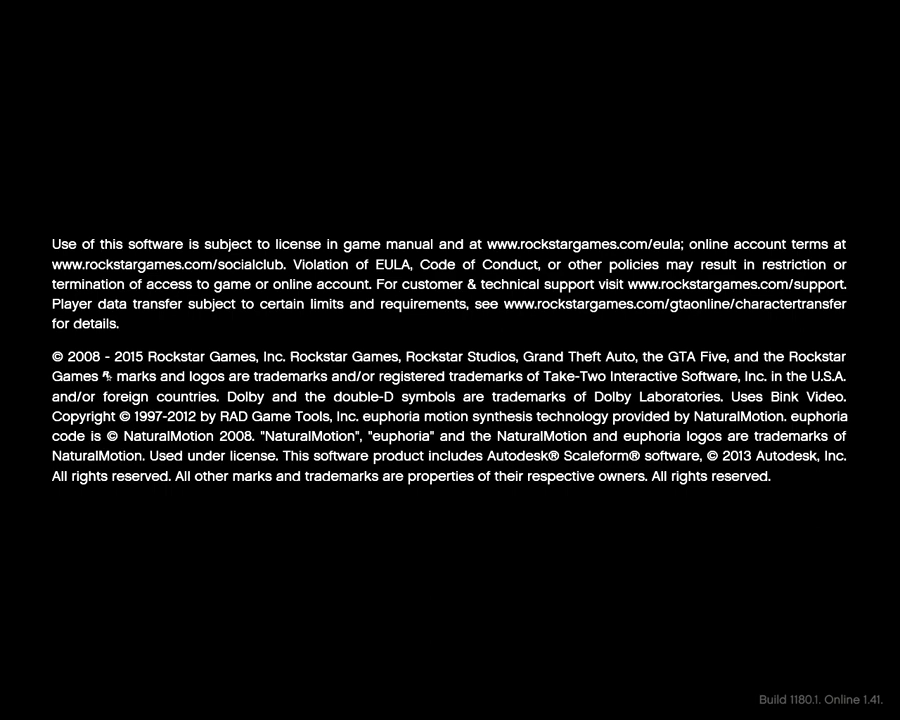 Use of this software is subject to license in game manual and at www.rockstargames.com/eula; online account terms at
www.rockstargames.com/socialclub. Violation of EULA, Code of Conduct, or other policies may result in restriction or
termination of access to game or online account. For customer & technical support visit www.rockstargames.com/support.
Player data transfer subject to certain limits and requirements, see www.rockstargames.com/gtaonline/charactertransfer
for details.
© 2008 - 2015 Rockstar Games, Inc. Rockstar Games, Rockstar Studios, Grand Theft Auto, the GTA Five, and the Rockstar
Games R* marks and logos are trademarks and/or registered trademarks of Take-Two Interactive Software, Inc. in the U.S.A.
and/or foreign countries. Dolby and the double-D symbols are trademarks of Dolby Laboratories. Uses Bink Video.
Copyright © 1997-2012 by RAD Game Tools, Inc. euphoria motion synthesis technology provided by NaturalMotion. euphoria
code is © NaturalMotion 2008. "NaturalMotion", "euphoria" and the NaturalMotion and euphoria logos are trademarks of
NaturalMotion. Used under license. This software product includes Autodesk® Scaleform® software, © 2013 Autodesk, Inc.
All rights reserved. All other marks and trademarks are properties of their respective owners. All rights reserved.
Build 1180.1. Online 1.41.